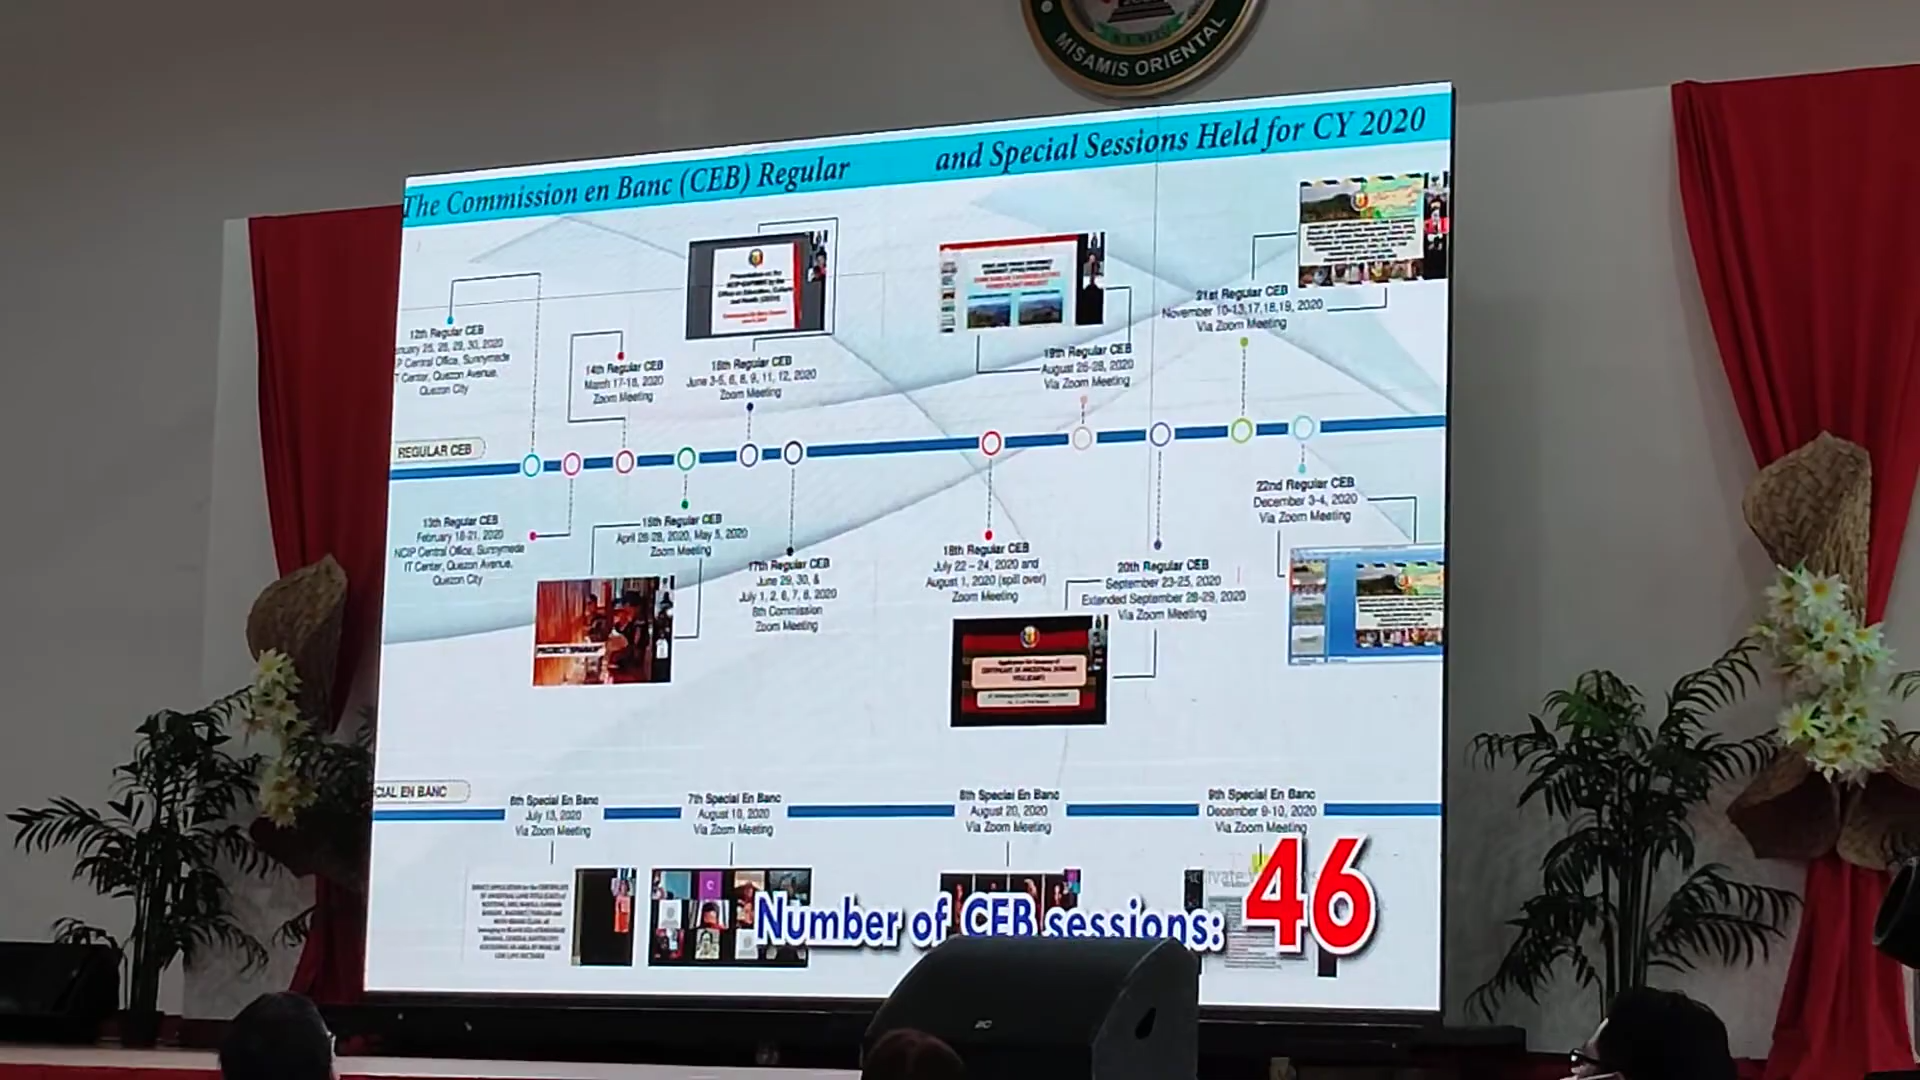 MISAMIS ORIENTAL
The Commission en Banc (CEB) Regular and Special Sessions Held for CY 2020
12th Regular CEB
28, 29, 30, 2020
P Central Office, Sunnymede
T Center, Quezon Avenue,
Quezon City
14th Regular CEB
March 17-18, 2020
Zoom Meeting
16th Regular CEB
June 3-5, 6, 8, 9, 11, 12, 2020
Zoom Meeting
19th Regular CEB
August 26-28, 2020
Via Zoom Meeting
21st Regular CEB
November 10-13,17,18,19, 2020
Via Zoom Meeting
REGULAR CEB
13th Regular CEB
February 18-21, 2020
NCIP Central Office, Sunnymede
IT Center, Quezon Avenue,
Quezon City
15th Regular CEB
April 26-28, 2020, May 5, 2020
Zoom Meeting
17th Regular CEB
June 29, 30, &
July 1, 2, 6, 7, 8, 2020
6th Commission
Zoom Meeting
18th Regular CEB
July 22 – 24, 2020 and
August 1, 2020 (spill over)
Zoom Meeting
20th Regular CEB
September 23-25, 2020
Extended September 28-29, 2020
Via Zoom Meeting
22nd Regular CEB
December 3-4, 2020
Via Zoom Meeting
CIAL EN BANC
6th Special En Banc
July 13, 2020
Via Zoom Meeting
7th Special En Banc
August 10, 2020
Via Zoom Meeting
8th Special En Banc
August 20, 2020
Via Zoom Meeting
9th Special En Banc
December 9-10, 2020
Via Zoom Meeting
Number of CEB sessions: 46